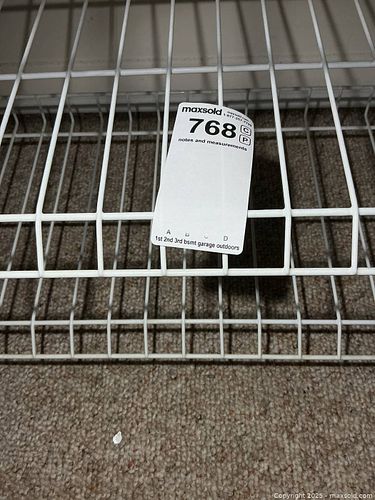 maxsold
768 C
P
notes and measurements
A B C D
1st 2nd 3rd bsmt garage outdoors
Copyright 2025 - maxsold.com